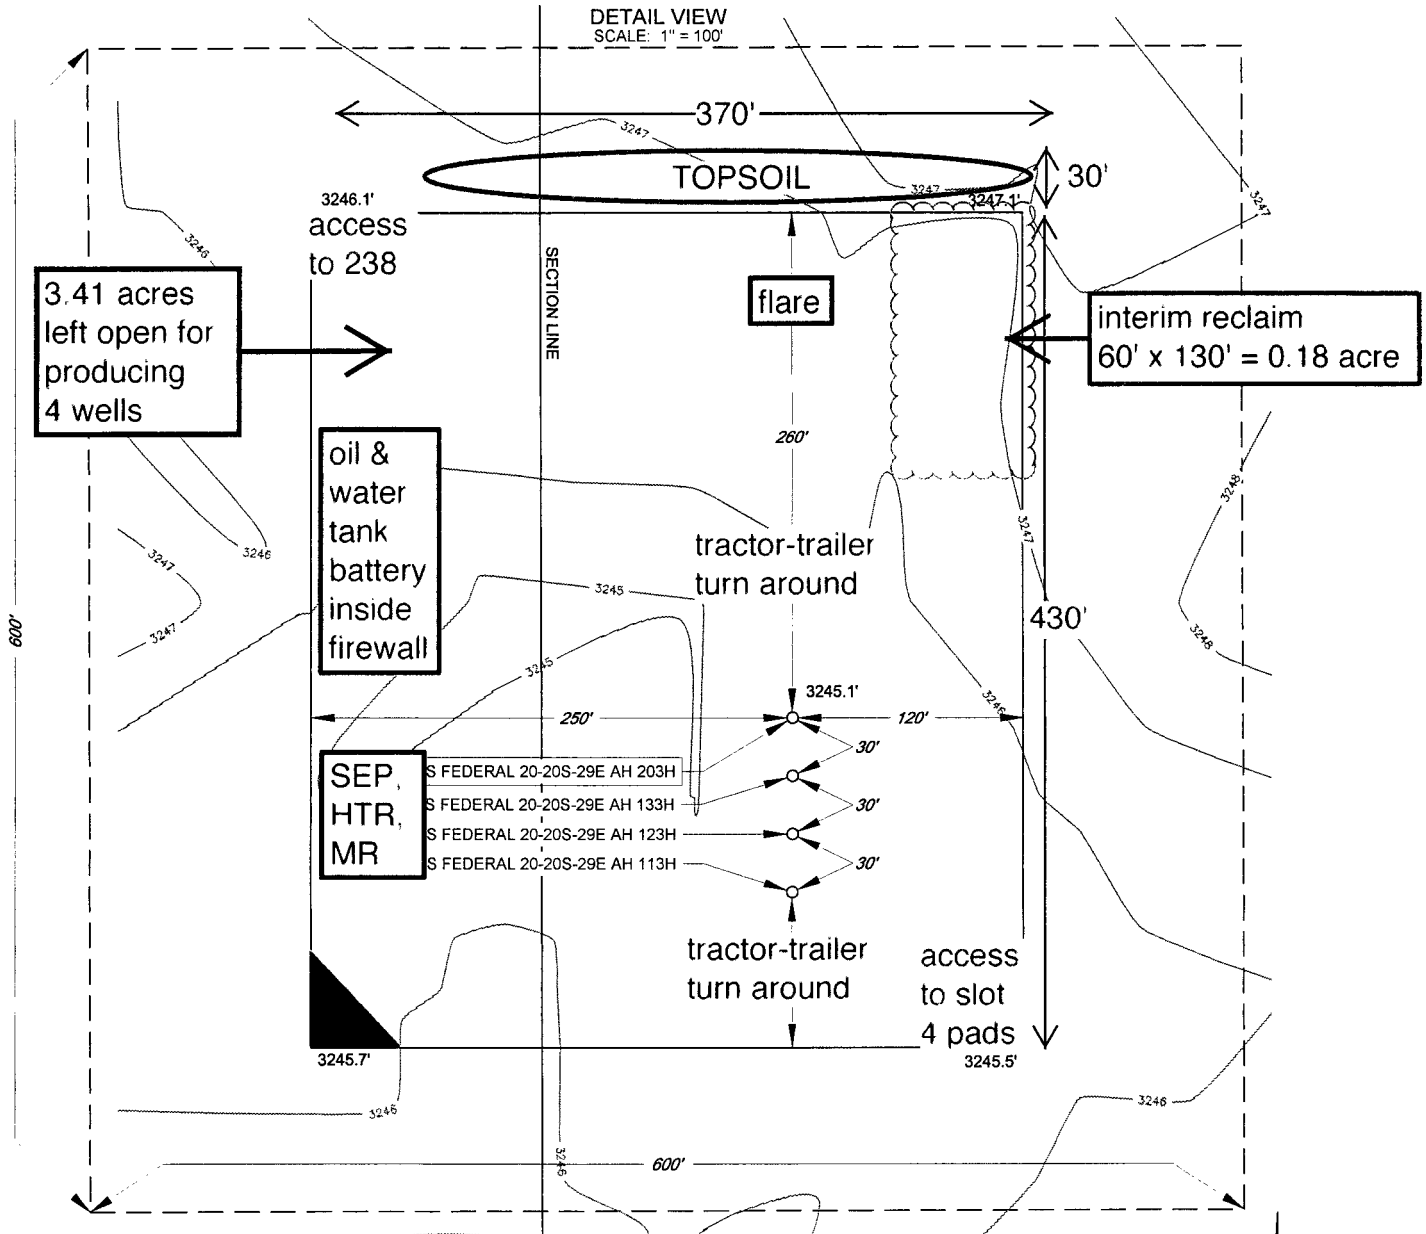 DETAIL VIEW
SCALE: 1" = 100'
370'
3247
TOPSOIL
30'
3247
3247.1'
3247
3246.1'
access
to 238
3246
SECTION LINE
3.41 acres
left open for
producing
4 wells
flare
interim reclaim
60' x 130' = 0.18 acre
260'
oil &
water
tank
battery
inside
firewall
3248
3247
3246
3247
tractor-trailer
turn around
3245
430'
600'
3247
3248
3245
3246
3245.1'
250'
120'
30'
SEP,
HTR,
MR
S FEDERAL 20-20S-29E AH 203H
S FEDERAL 20-20S-29E AH 133H
30'
S FEDERAL 20-20S-29E AH 123H
S FEDERAL 20-20S-29E AH 113H
30'
tractor-trailer
turn around
access
to slot
4 pads
3245.7'
3245.5'
3246
3246
3246
600'